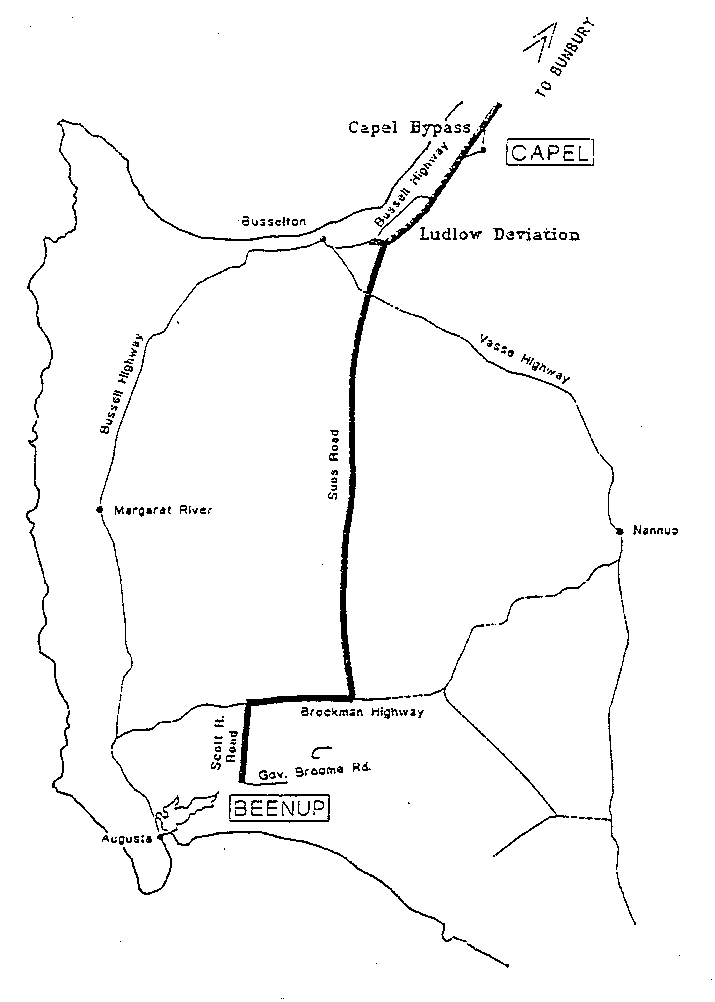 TO BUNBURY
Capel Bypass
CAPEL
Bussell Highway
Busselton
Ludlow Deviation
Bussell Highway
Vasse Highway
Sues Road
Margaret River
Nannup
Brockman Highway
Scott R.
Road
Gov. Broome Rd.
BEENUP
Augusta